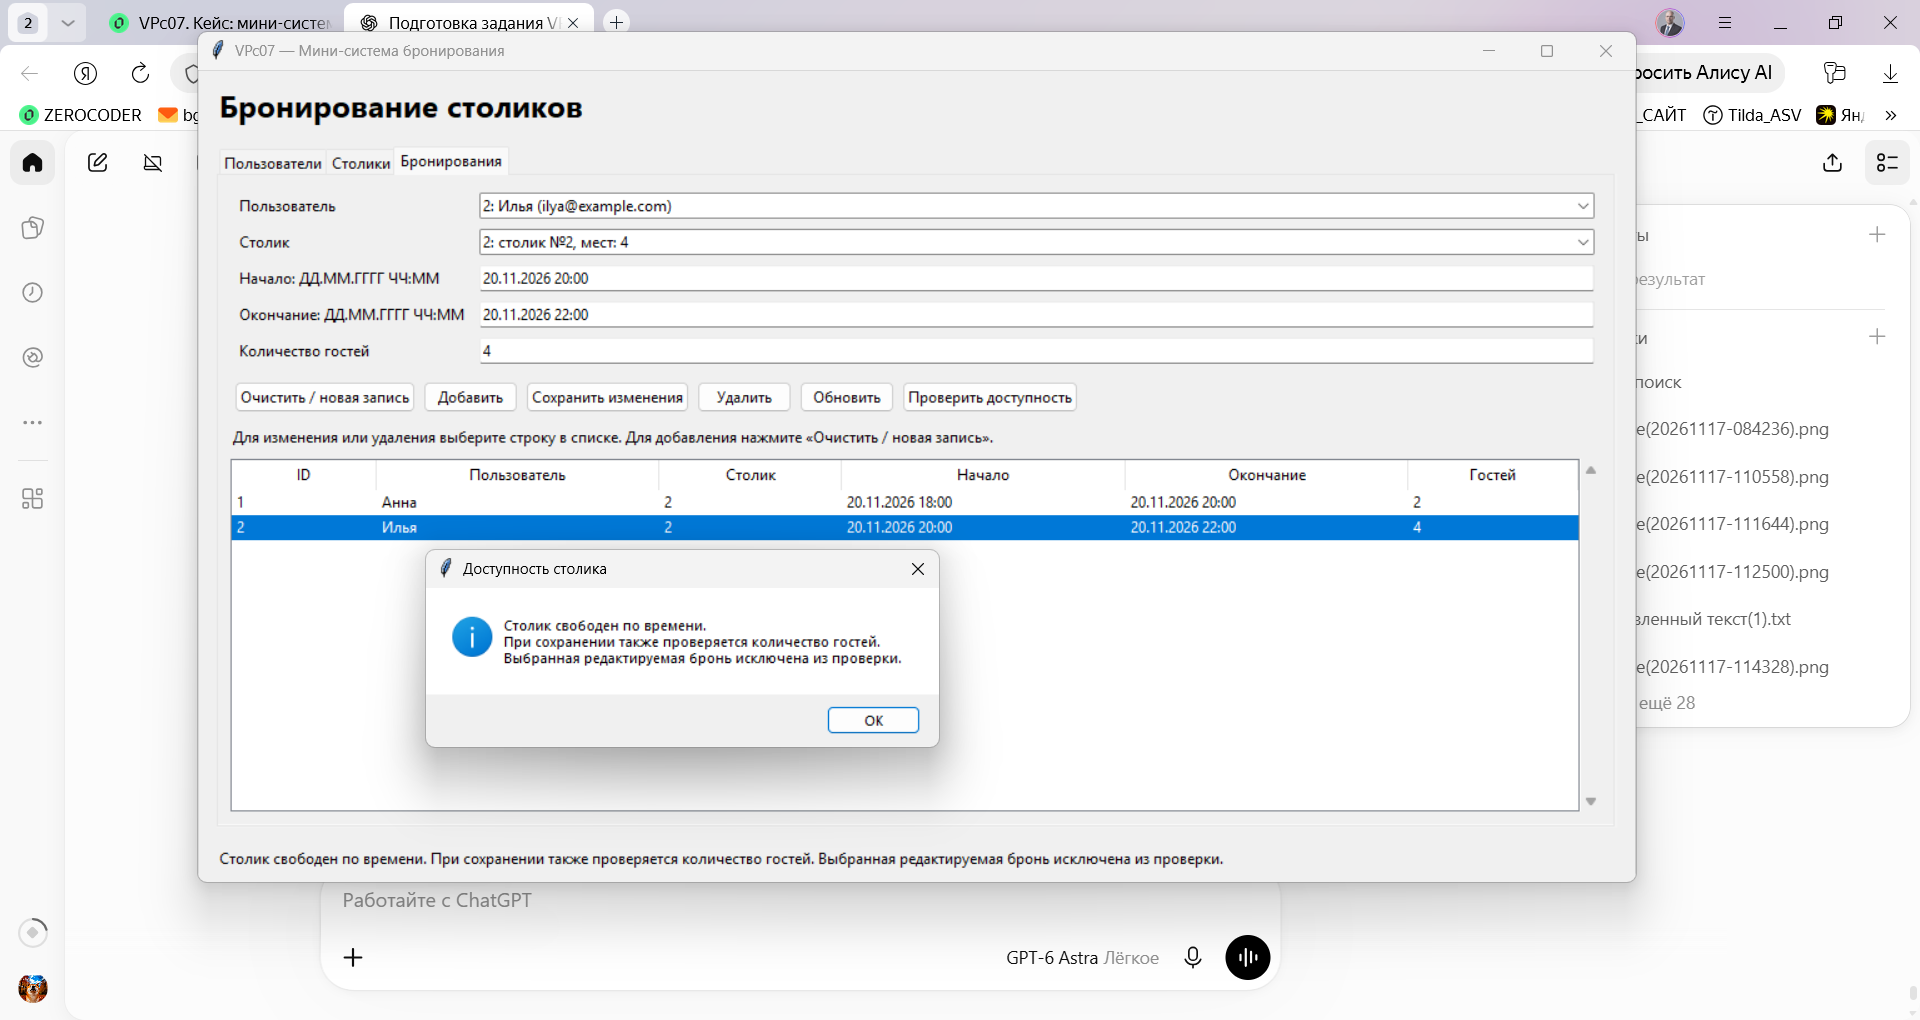 2
VPc07. Кейс: мини-систе
Подготовка задания V
VPc07 — Мини-система бронирования
росить Алису AI
ZEROCODER
bg
_САЙТ
Tilda_ASV
Ян
»
Бронирование столиков
Пользователи
Столики
Бронирования
Пользователь
2: Илья (ilya@example.com)
Столик
2: столик №2, мест: 4
Начало: ДД.ММ.ГГГГ ЧЧ:ММ
20.11.2026 20:00
Окончание: ДД.ММ.ГГГГ ЧЧ:ММ
20.11.2026 22:00
Количество гостей
4
Очистить / новая запись
Добавить
Сохранить изменения
Удалить
Обновить
Проверить доступность
Для изменения или удаления выберите строку в списке. Для добавления нажмите «Очистить / новая запись».
ID Пользователь Столик Начало Окончание Гостей
1 Анна 2 20.11.2026 18:00 20.11.2026 20:00 2
2 Илья 2 20.11.2026 20:00 20.11.2026 22:00 4
Доступность столика
Столик свободен по времени.
При сохранении также проверяется количество гостей.
Выбранная редактируемая бронь исключена из проверки.
ОК
Столик свободен по времени. При сохранении также проверяется количество гостей. Выбранная редактируемая бронь исключена из проверки.
ты
результат
ки
поиск
e(20261117-084236).png
e(20261117-110558).png
e(20261117-111644).png
e(20261117-112500).png
вленный текст(1).txt
e(20261117-114328).png
ещё 28
Работайте с ChatGPT
GPT-6 Astra Лёгкое